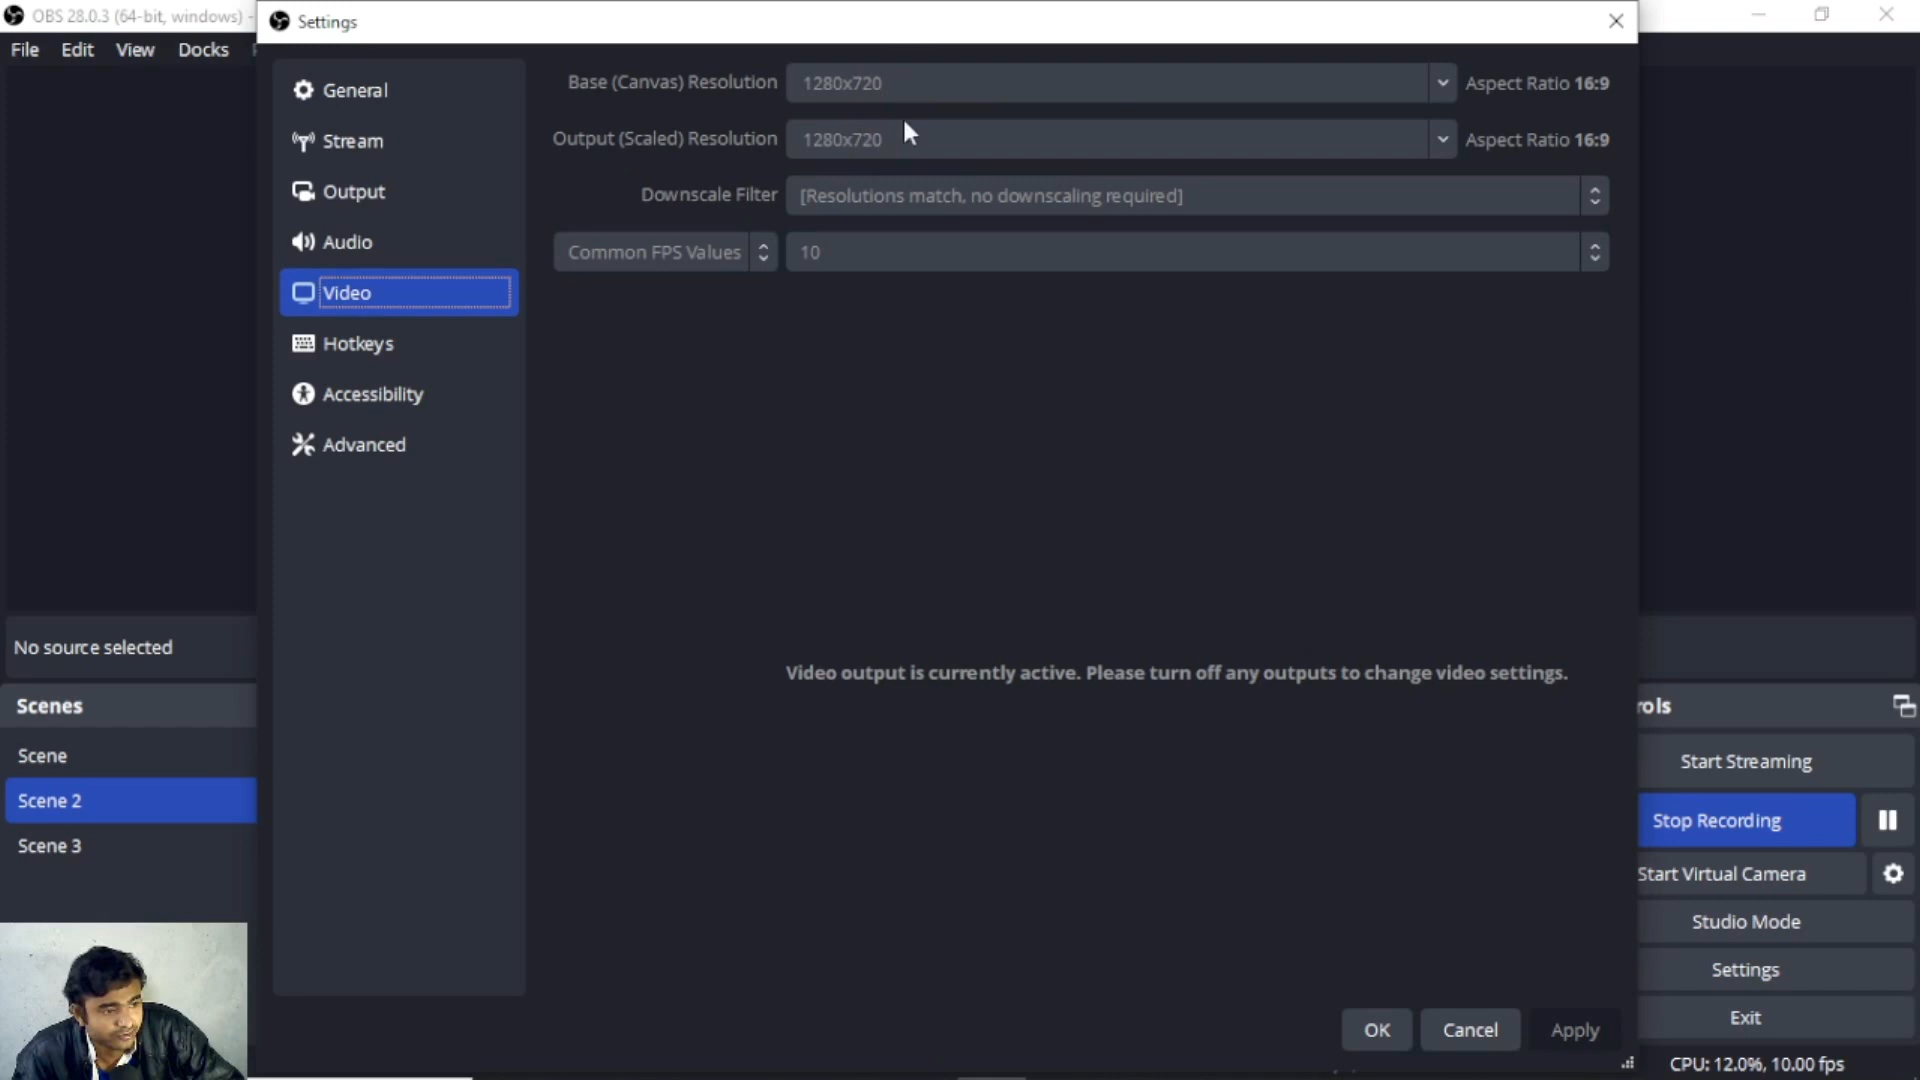 OBS 28.0.3 (64-bit, windows) -
Settings
File Edit View Docks
General
Stream
Output
Audio
Video
Hotkeys
Accessibility
Advanced
Base (Canvas) Resolution 1280x720 Aspect Ratio 16:9
Output (Scaled) Resolution 1280x720 Aspect Ratio 16:9
Downscale Filter [Resolutions match, no downscaling required]
Common FPS Values 10
Video output is currently active. Please turn off any outputs to change video settings.
No source selected
Scenes
Scene
Scene 2
Scene 3
rols
Start Streaming
Stop Recording
Start Virtual Camera
Studio Mode
Settings
Exit
OK Cancel Apply
CPU: 12.0%, 10.00 fps